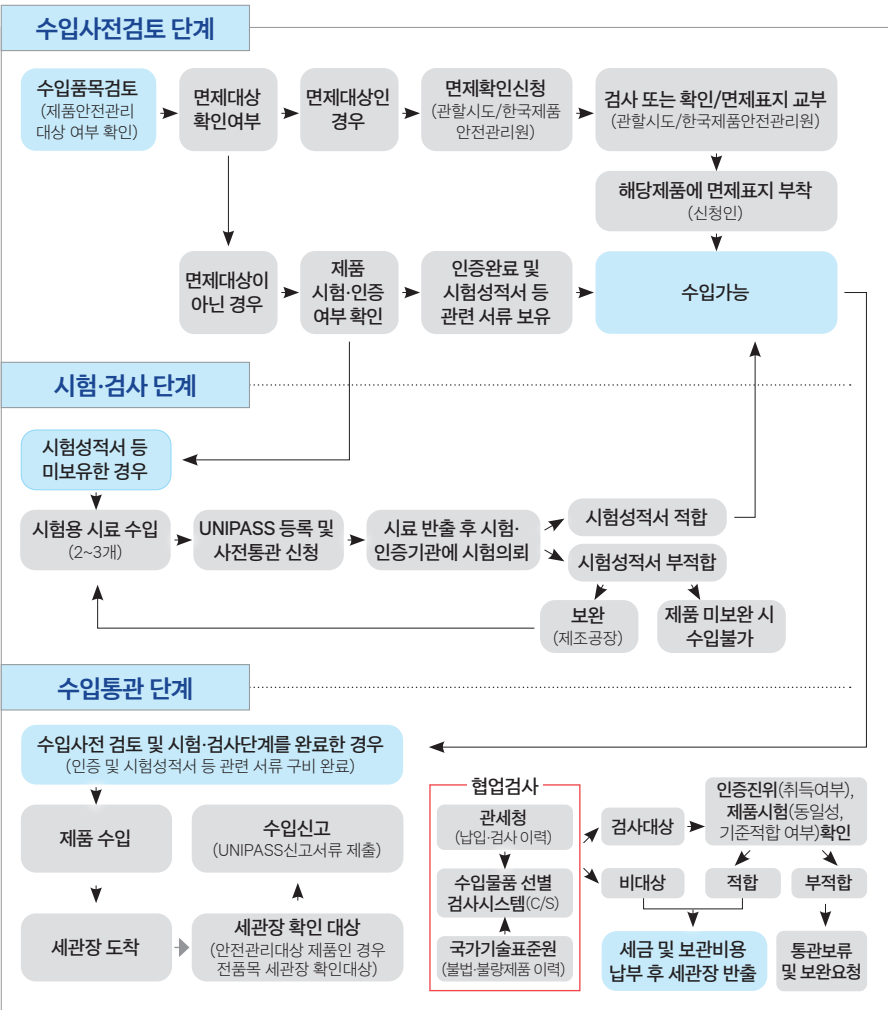 수입사전검토 단계
수입품목검토
(제품안전관리
대상 여부 확인)
면제대상
확인여부
면제대상인
경우
면제확인신청
(관할시도/한국제품
안전관리원)
검사 또는 확인/면제표지 교부
(관할시도/한국제품안전관리원)
해당제품에 면제표지 부착
(신청인)
면제대상이
아닌 경우
제품
시험·인증
여부 확인
인증완료 및
시험성적서 등
관련 서류 보유
수입가능
시험·검사 단계
시험성적서 등
미보유한 경우
시험용 시료 수입
(2~3개)
UNIPASS 등록 및
사전통관 신청
시료 반출 후 시험·
인증기관에 시험의뢰
시험성적서 적합
시험성적서 부적합
보완
(제조공장)
제품 미보완 시
수입불가
수입통관 단계
수입사전 검토 및 시험·검사단계를 완료한 경우
(인증 및 시험성적서 등 관련 서류 구비 완료)
제품 수입
수입신고
(UNIPASS신고서류 제출)
세관장 도착
세관장 확인 대상
(안전관리대상 제품인 경우
전품목 세관장 확인대상)
협업검사
관세청
(납입·검사 이력)
수입물품 선별
검사시스템(C/S)
국가기술표준원
(불법·불량제품 이력)
검사대상
인증진위(취득여부),
제품시험(동일성,
기준적합 여부)확인
비대상
적합
부적합
세금 및 보관비용
납부 후 세관장 반출
통관보류
및 보완요청